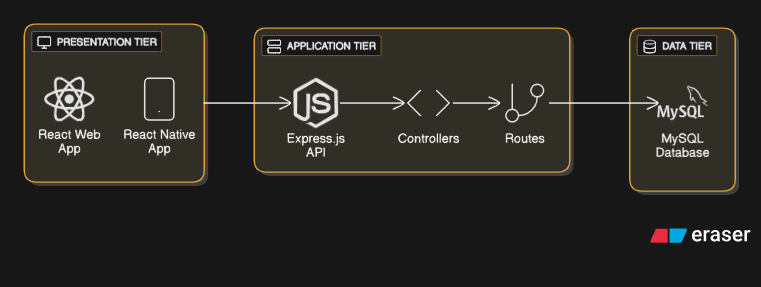 PRESENTATION TIER
React Web
App
React Native
App
APPLICATION TIER
JS
Express.js
API
Controllers
Routes
DATA TIER
MySQL
MySQL
Database
eraser